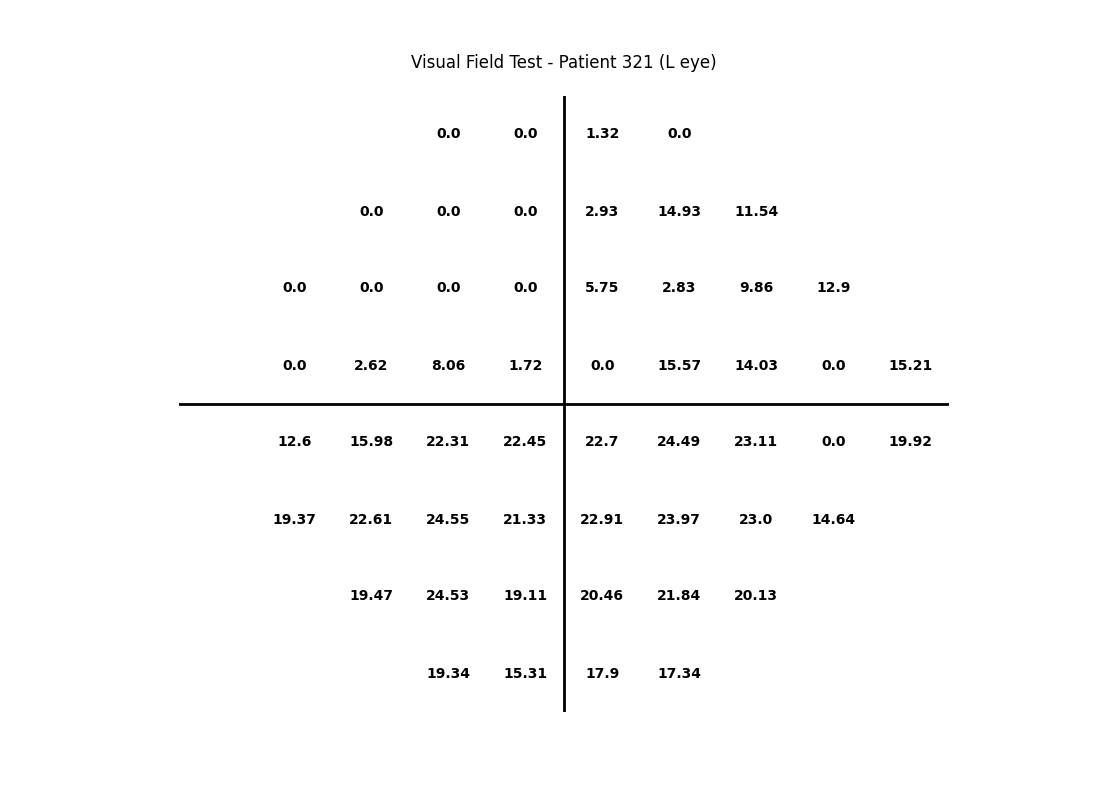 Visual Field Test - Patient 321 (L eye)
0.0 0.0 1.32 0.0
0.0 0.0 0.0 2.93 14.93 11.54
0.0 0.0 0.0 0.0 5.75 2.83 9.86 12.9
0.0 2.62 8.06 1.72 0.0 15.57 14.03 0.0 15.21
12.6 15.98 22.31 22.45 22.7 24.49 23.11 0.0 19.92
19.37 22.61 24.55 21.33 22.91 23.97 23.0 14.64
19.47 24.53 19.11 20.46 21.84 20.13
19.34 15.31 17.9 17.34